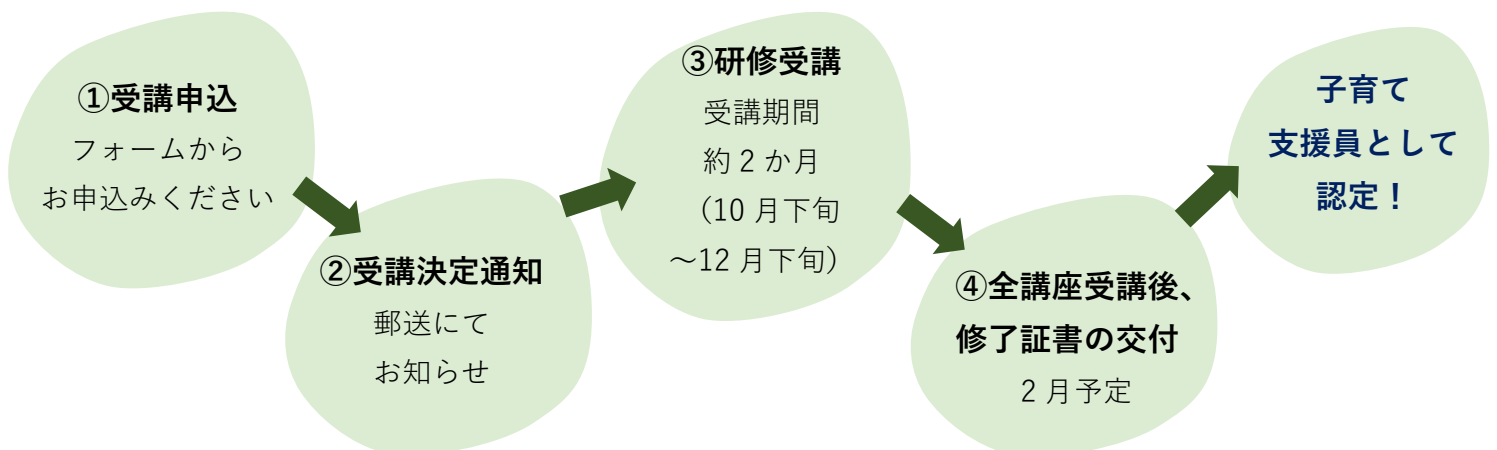 ①受講申込
フォームから
お申込みください
②受講決定通知
郵送にて
お知らせ
③研修受講
受講期間
約2か月
（10月下旬
～12月下旬）
④全講座受講後、
修了証書の交付
2月予定
子育て
支援員として
認定！